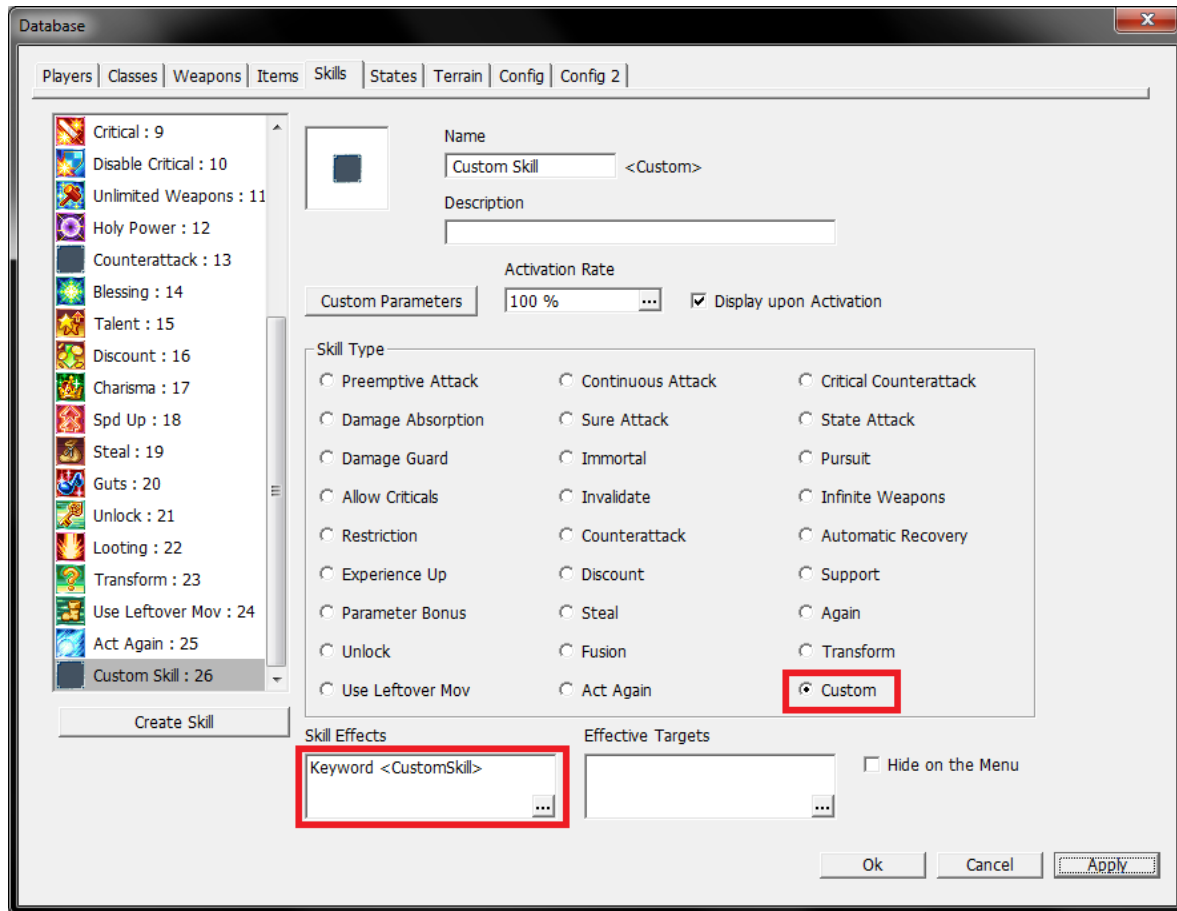 Database
Players Classes Weapons Items Skills States Terrain Config Config 2
Critical : 9
Disable Critical : 10
Unlimited Weapons : 11
Holy Power : 12
Counterattack : 13
Blessing : 14
Talent : 15
Discount : 16
Charisma : 17
Spd Up : 18
Steal : 19
Guts : 20
Unlock : 21
Looting : 22
Transform : 23
Use Leftover Mov : 24
Act Again : 25
Custom Skill : 26
Create Skill
Name
Custom Skill <Custom>
Description
Activation Rate
Custom Parameters 100 % ... Display upon Activation
Skill Type
Preemptive Attack Continuous Attack Critical Counterattack
Damage Absorption Sure Attack State Attack
Damage Guard Immortal Pursuit
Allow Criticals Invalidate Infinite Weapons
Restriction Counterattack Automatic Recovery
Experience Up Discount Support
Parameter Bonus Steal Again
Unlock Fusion Transform
Use Leftover Mov Act Again Custom
Skill Effects Effective Targets
Keyword <CustomSkill> Hide on the Menu
... ...
Ok Cancel Apply